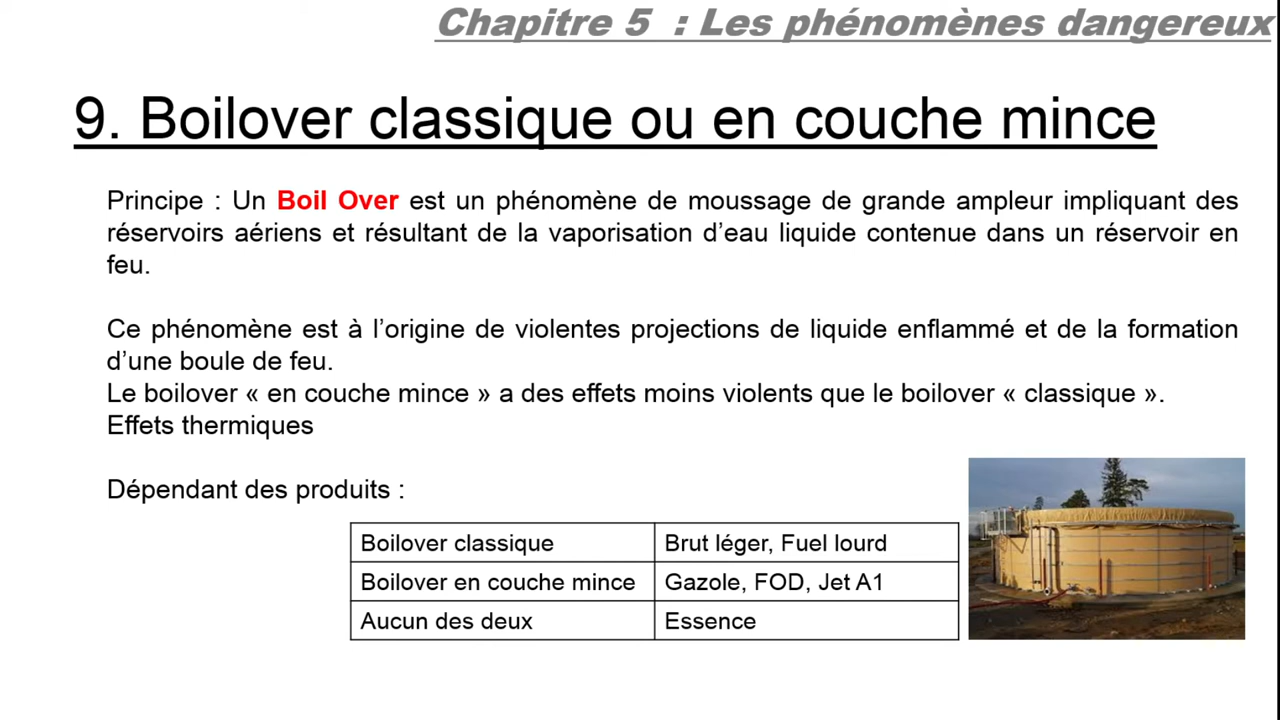 Chapitre 5 : Les phénomènes dangereux
9. Boilover classique ou en couche mince
Principe : Un Boil Over est un phénomène de moussage de grande ampleur impliquant des
réservoirs aériens et résultant de la vaporisation d’eau liquide contenue dans un réservoir en
feu.
Ce phénomène est à l’origine de violentes projections de liquide enflammé et de la formation
d’une boule de feu.
Le boilover « en couche mince » a des effets moins violents que le boilover « classique ».
Effets thermiques
Dépendant des produits :
Boilover classique Brut léger, Fuel lourd
Boilover en couche mince Gazole, FOD, Jet A1
Aucun des deux Essence